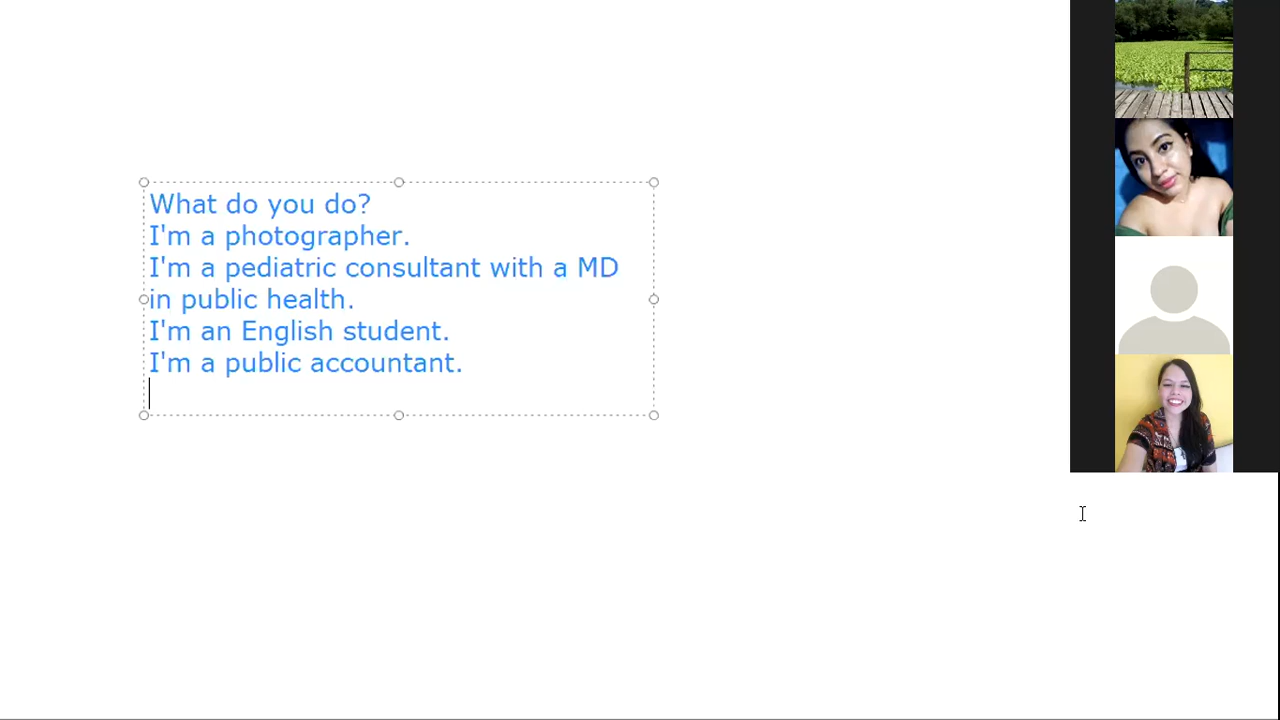 What do you do?
I'm a photographer.
I'm a pediatric consultant with a MD
in public health.
I'm an English student.
I'm a public accountant.